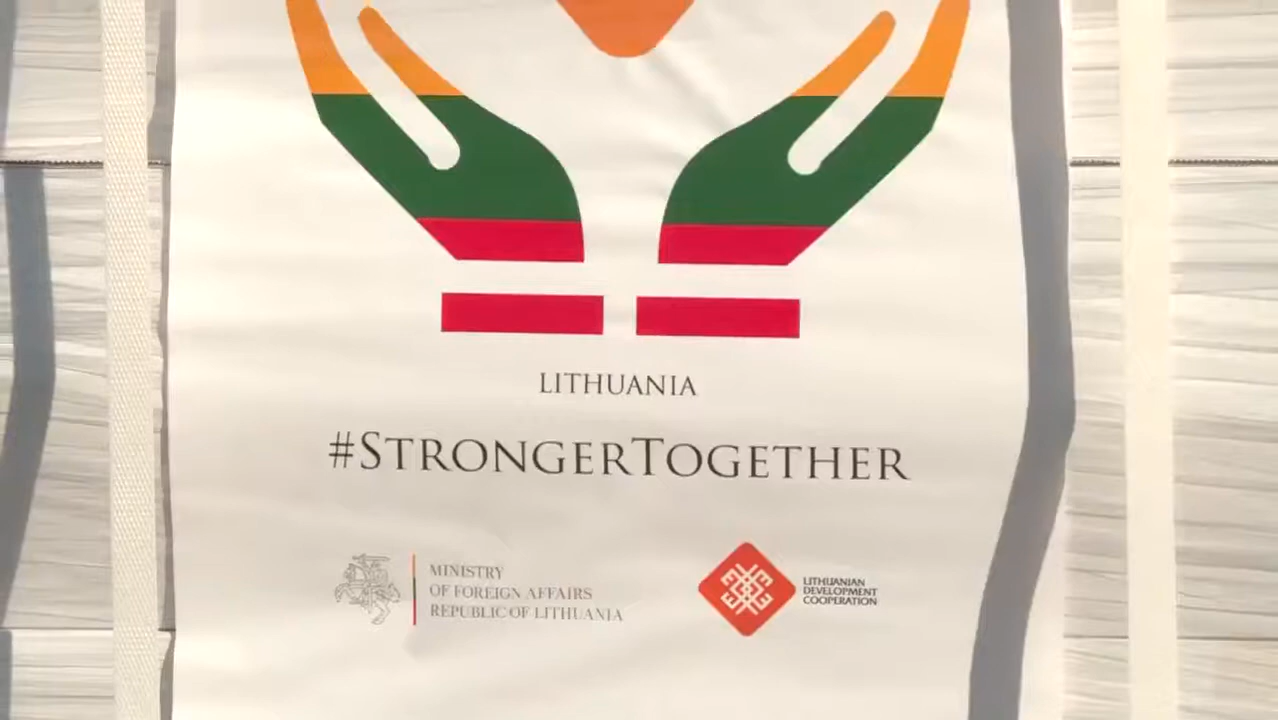 LITHUANIA
#STRONGERTOGETHER
MINISTRY
OF FOREIGN AFFAIRS
REPUBLIC OF LITHUANIA
LITHUANIAN
DEVELOPMENT
COOPERATION